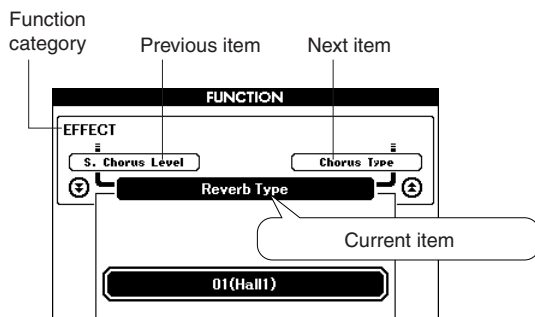 Function
category
Previous item
Next item
FUNCTION
EFFECT
S. Chorus Level
Chorus Type
Reverb Type
Current item
01(Hall1)